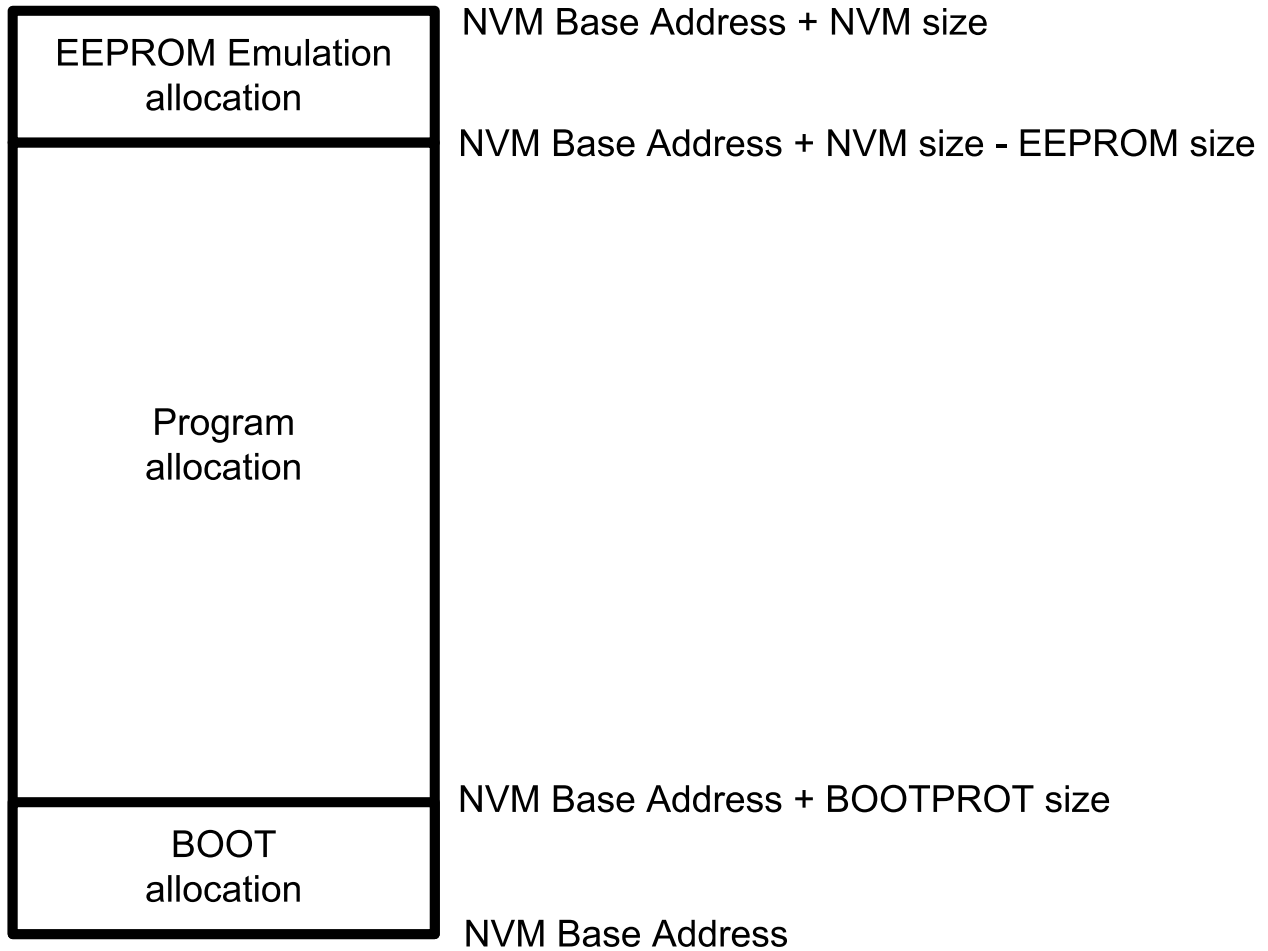 NVM Base Address + NVM size
EEPROM Emulation
allocation
NVM Base Address + NVM size - EEPROM size
Program
allocation
NVM Base Address + BOOTPROT size
BOOT
allocation
NVM Base Address